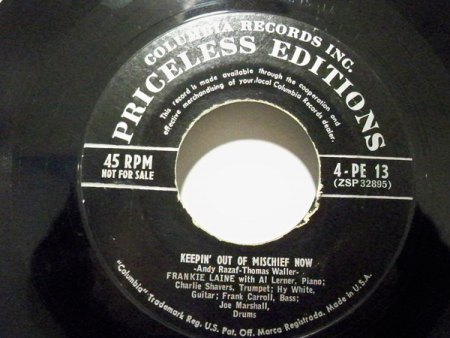 COLUMBIA RECORDS INC.
PRICELESS EDITIONS
This record is made available through the cooperation and
effective merchandising of your local Columbia Records dealer.
45 RPM
NOT FOR SALE
4-PE 13
(ZSP 32895)
KEEPIN' OUT OF MISCHIEF NOW
-Andy Razaf-Thomas Waller-
FRANKIE LAINE with Al Lerner, Piano;
Charlie Shavers, Trumpet; Hy White,
Guitar; Frank Carroll, Bass;
Joe Marshall,
Drums
"Columbia" Trademark Reg. U.S. Pat. Off. Marca Registrada. Made in U.S.A.